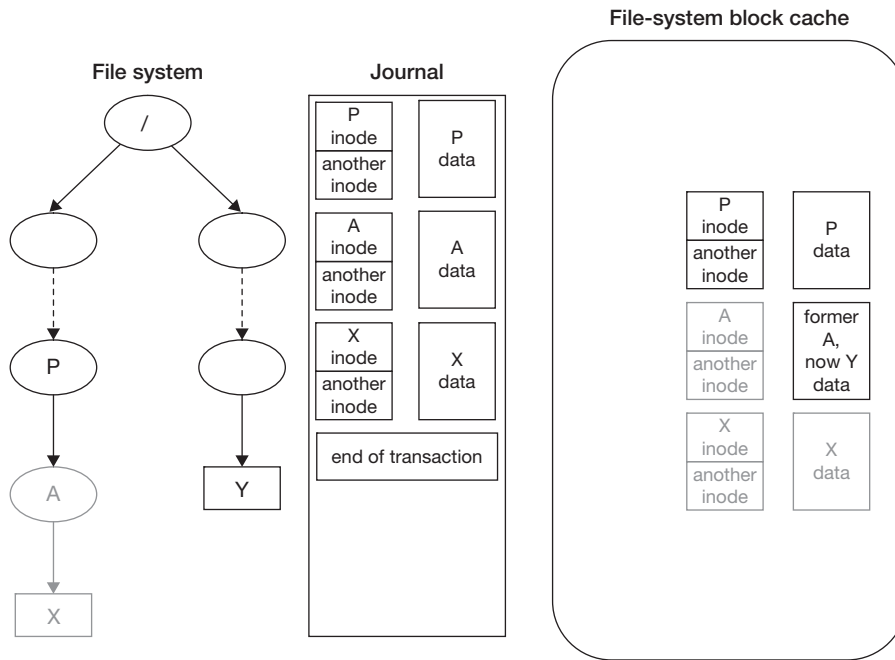 File-system block cache
File system
Journal
/
P
A
X
Y
P
inode
another
inode
P
data
A
inode
another
inode
A
data
X
inode
another
inode
X
data
end of transaction
P
inode
another
inode
P
data
A
inode
another
inode
former
A,
now Y
data
X
inode
another
inode
X
data